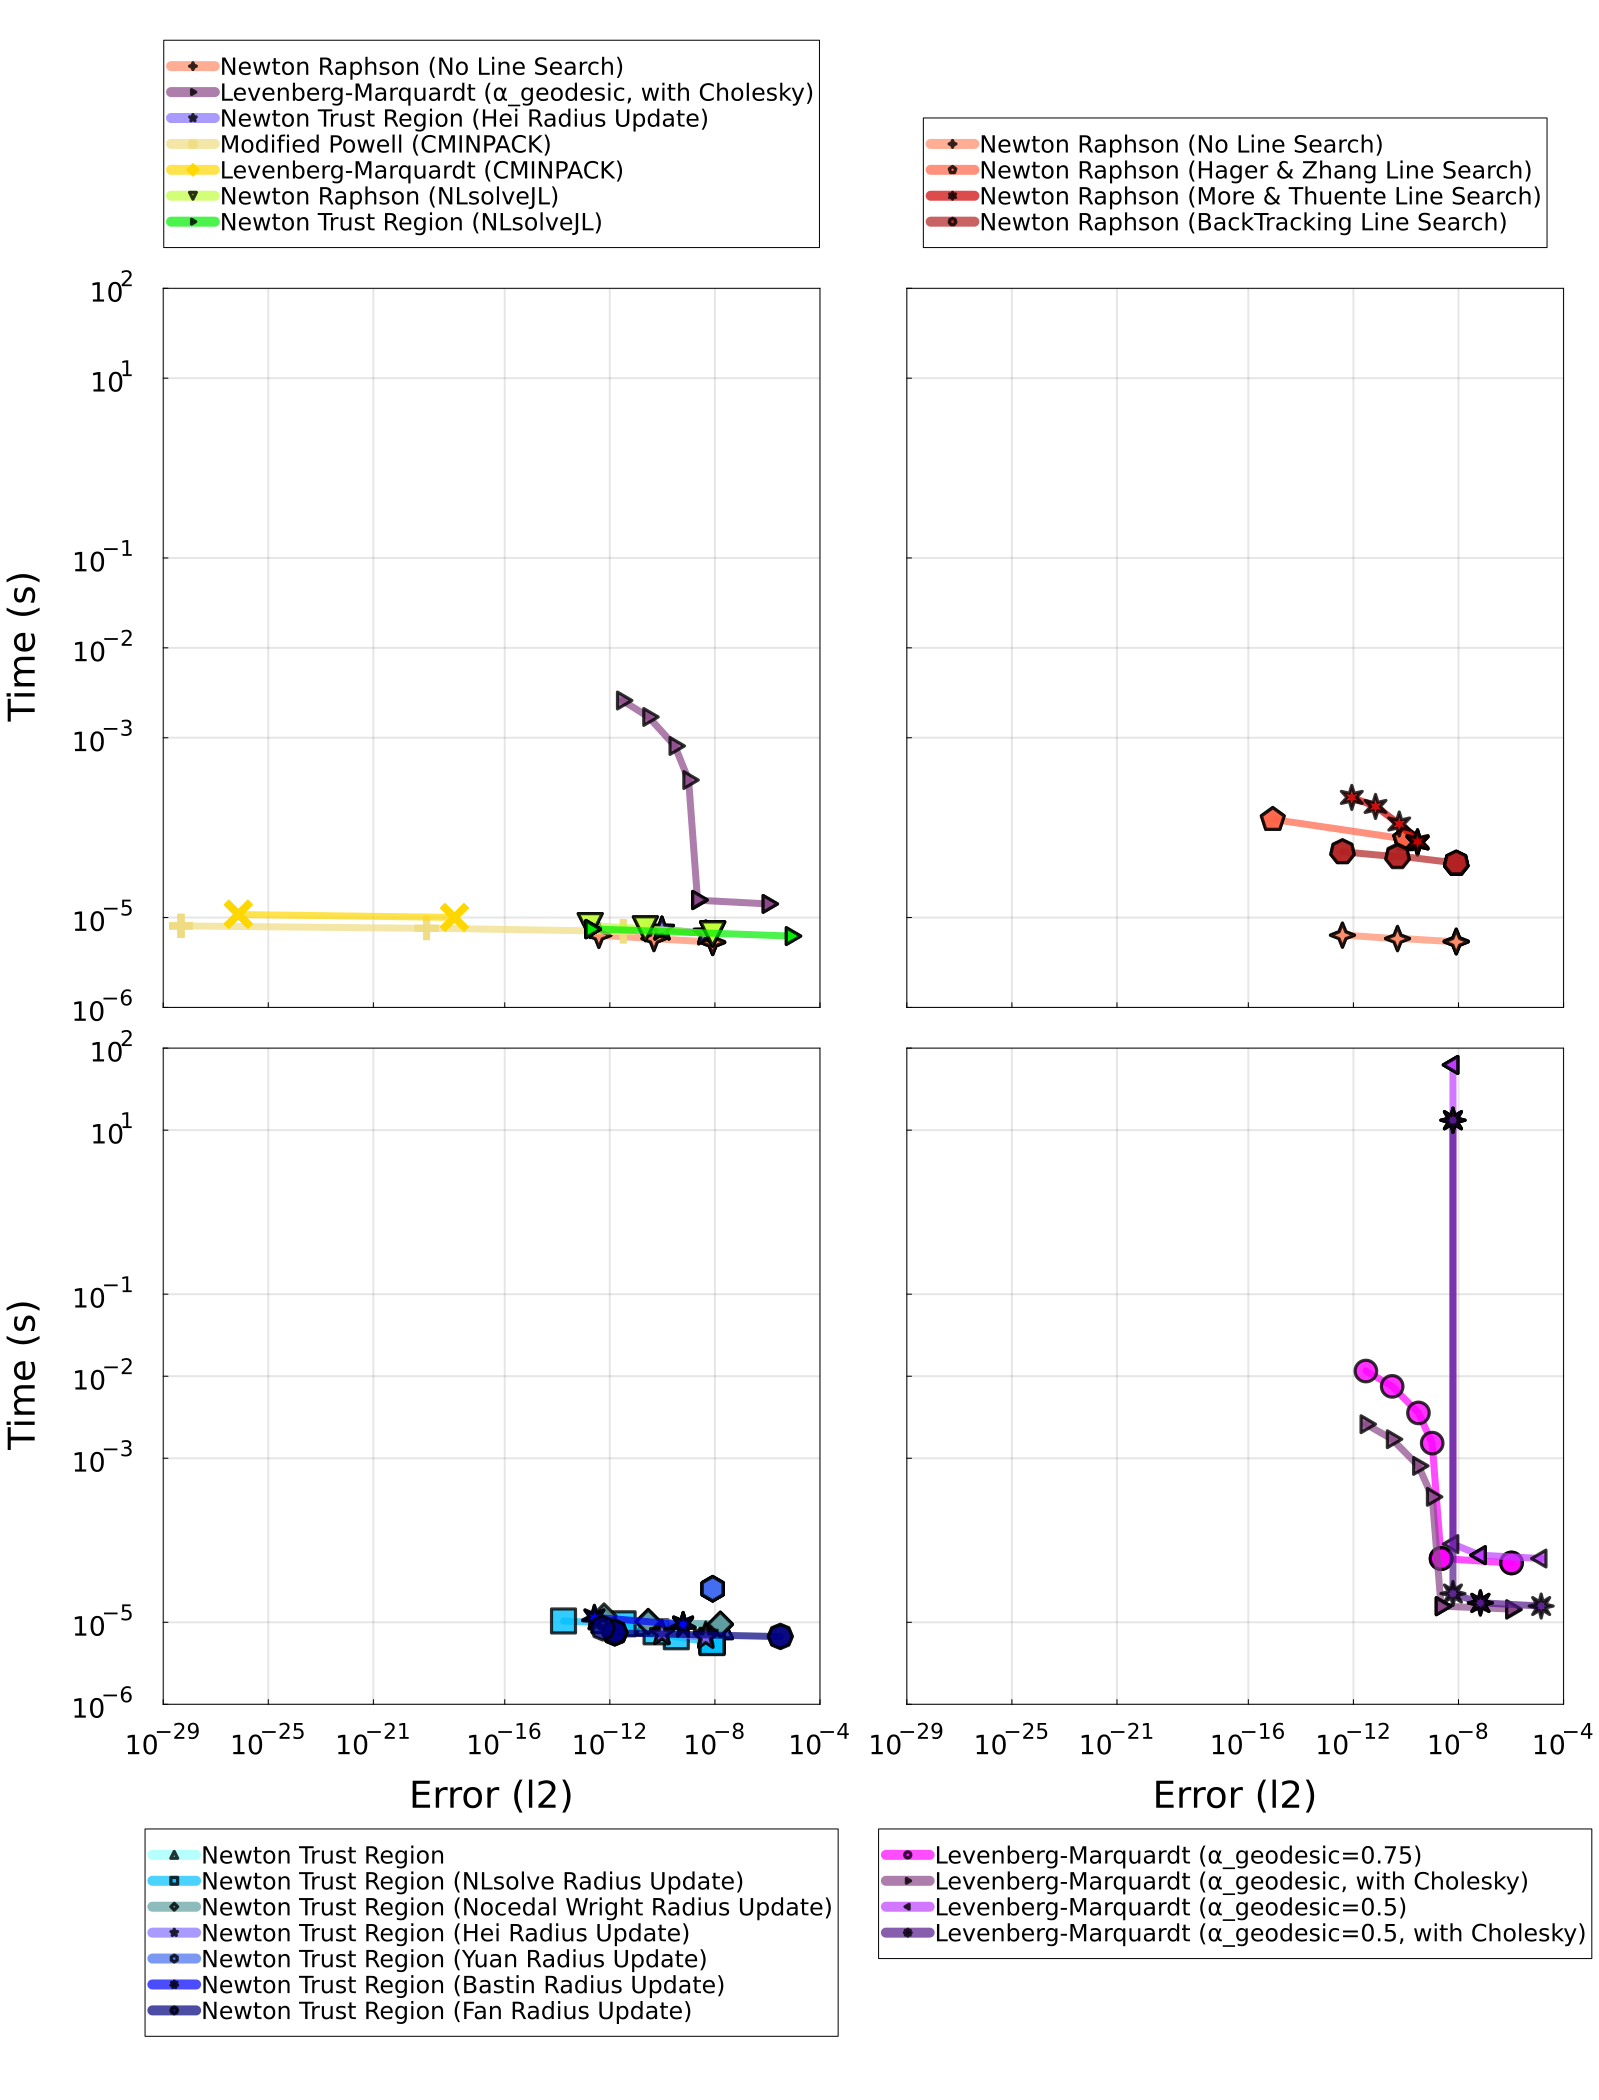 Newton Raphson (No Line Search)
Levenberg-Marquardt (α_geodesic, with Cholesky)
Newton Trust Region (Hei Radius Update)
Modified Powell (CMINPACK)
Levenberg-Marquardt (CMINPACK)
Newton Raphson (NLsolveJL)
Newton Trust Region (NLsolveJL)
Newton Raphson (No Line Search)
Newton Raphson (Hager & Zhang Line Search)
Newton Raphson (More & Thuente Line Search)
Newton Raphson (BackTracking Line Search)
Time (s)
10²
10¹
10⁻¹
10⁻²
10⁻³
10⁻⁵
10⁻⁶
Time (s)
10²
10¹
10⁻¹
10⁻²
10⁻³
10⁻⁵
10⁻⁶
10⁻²⁹ 10⁻²⁵ 10⁻²¹ 10⁻¹⁶ 10⁻¹² 10⁻⁸ 10⁻⁴
Error (l2)
10⁻²⁹ 10⁻²⁵ 10⁻²¹ 10⁻¹⁶ 10⁻¹² 10⁻⁸ 10⁻⁴
Error (l2)
Newton Trust Region
Newton Trust Region (NLsolve Radius Update)
Newton Trust Region (Nocedal Wright Radius Update)
Newton Trust Region (Hei Radius Update)
Newton Trust Region (Yuan Radius Update)
Newton Trust Region (Bastin Radius Update)
Newton Trust Region (Fan Radius Update)
Levenberg-Marquardt (α_geodesic=0.75)
Levenberg-Marquardt (α_geodesic, with Cholesky)
Levenberg-Marquardt (α_geodesic=0.5)
Levenberg-Marquardt (α_geodesic=0.5, with Cholesky)